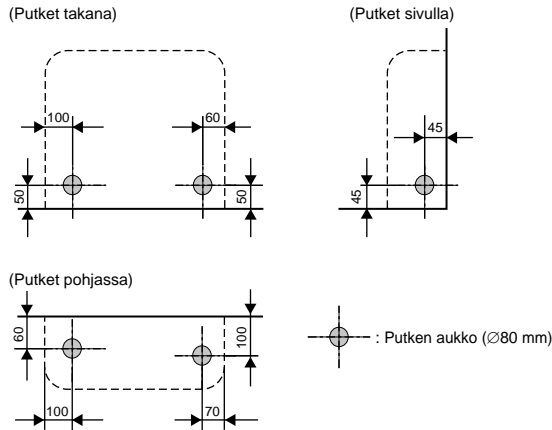 (Putket takana)
100
60
50
50
(Putket sivulla)
45
45
(Putket pohjassa)
60
100
100
70
: Putken aukko (∅80 mm)